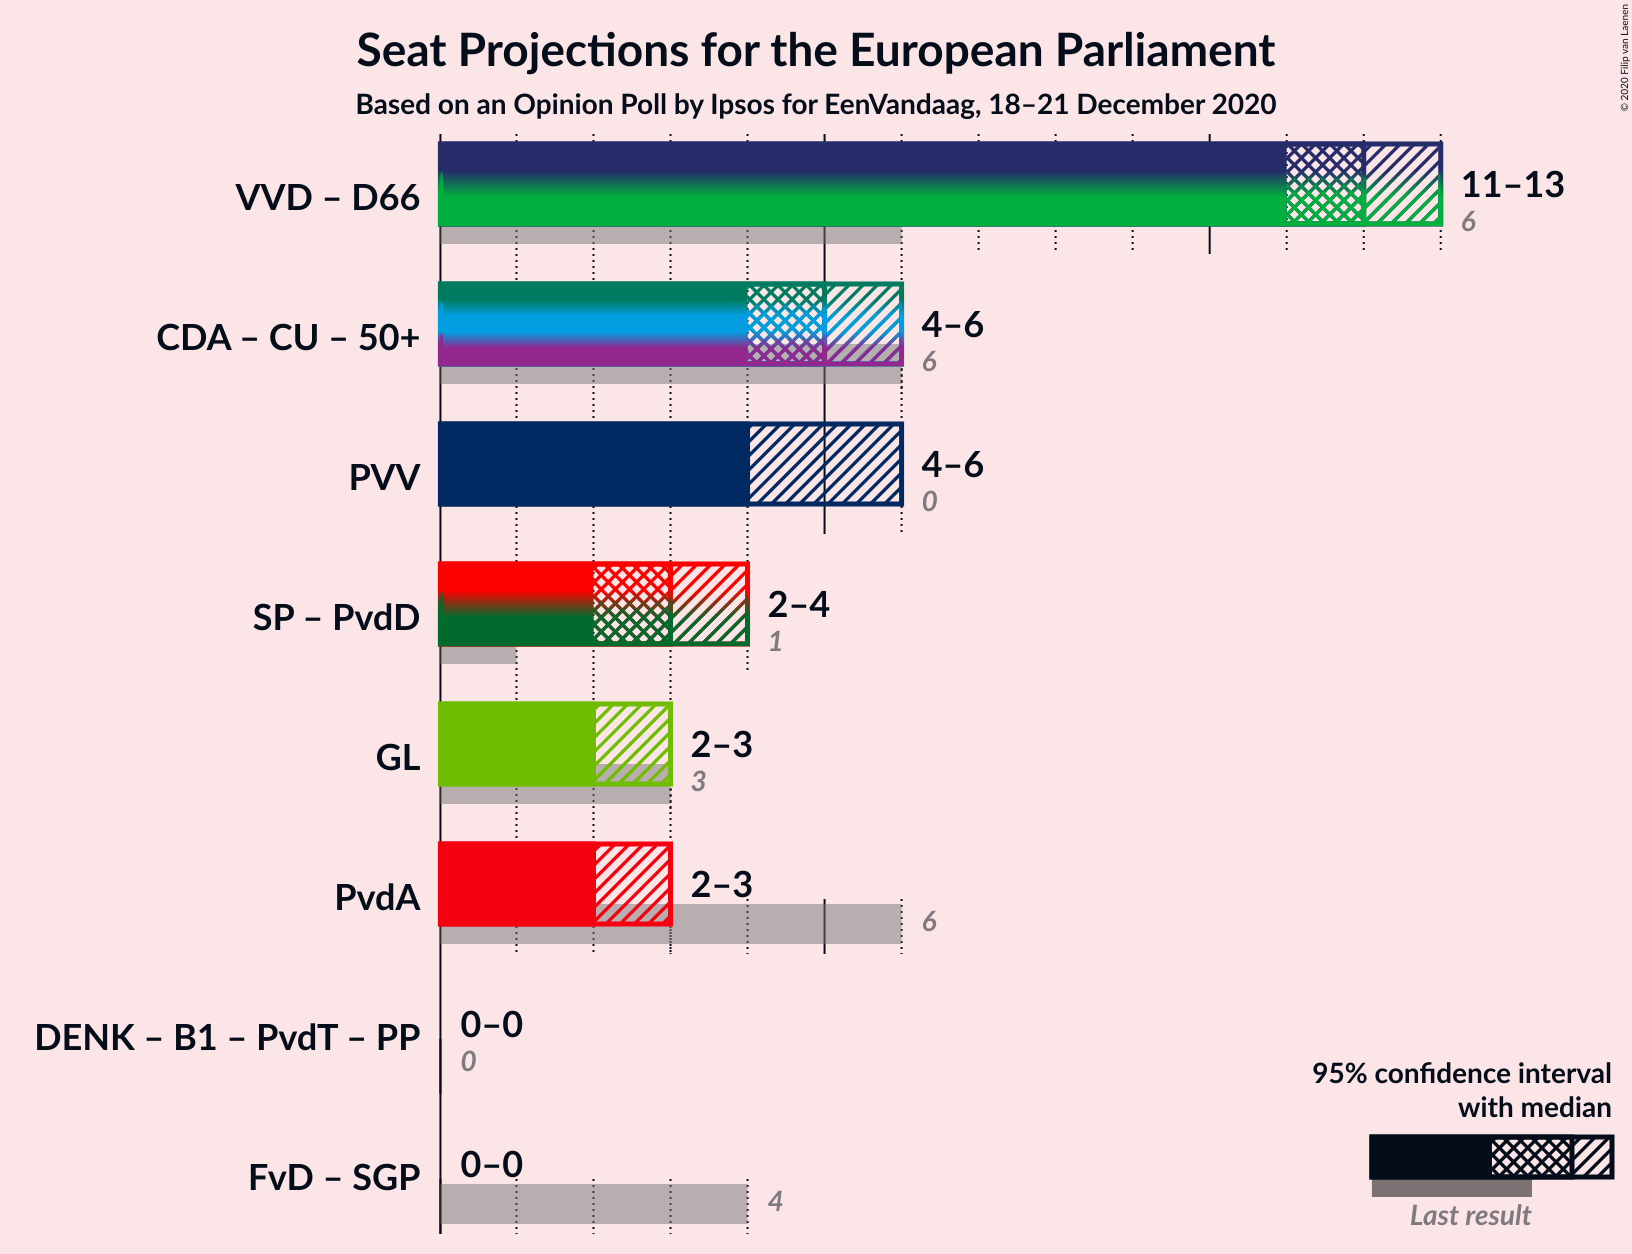 Seat Projections for the European Parliament
Based on an Opinion Poll by Ipsos for EenVandaag, 18–21 December 2020
© 2020 Filip van Laenen
VVD – D66
11–13
6
CDA – CU – 50+
4–6
6
PVV
4–6
0
SP – PvdD
2–4
1
GL
2–3
3
PvdA
2–3
6
DENK – B1 – PvdT – PP
0–0
0
FvD – SGP
0–0
4
95% confidence interval
with median
Last result